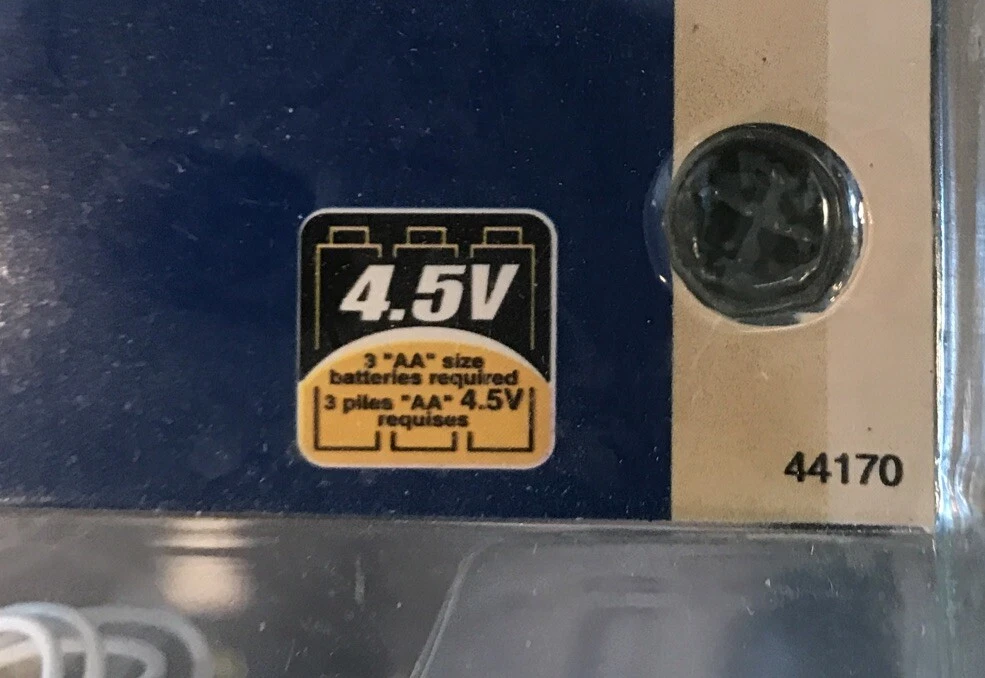 4.5V
3 "AA" size
batteries required
3 piles "AA" 4.5V
requises
44170